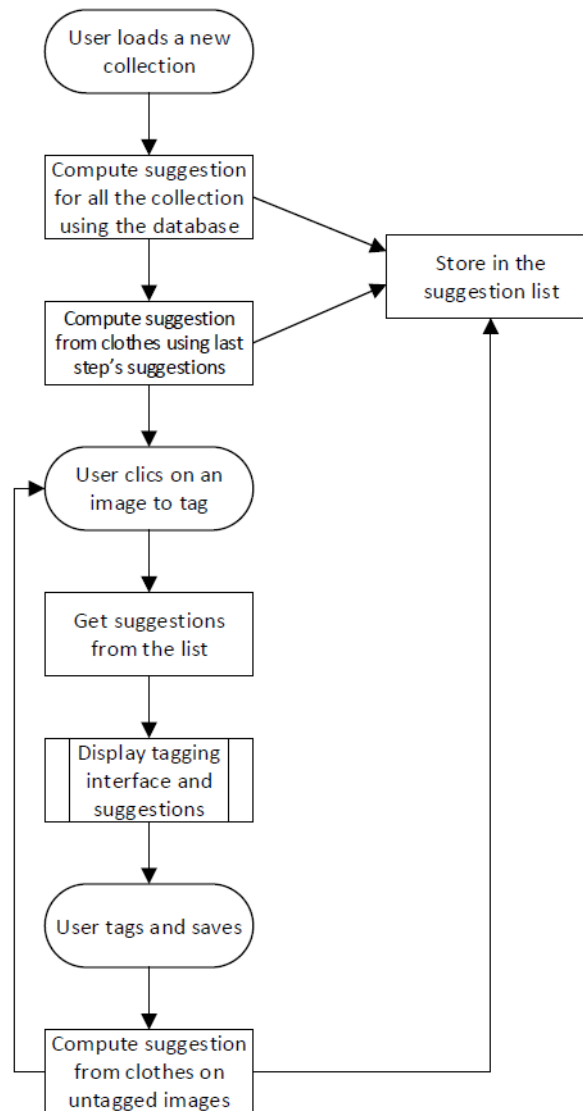 User loads a new
collection
Compute suggestion
for all the collection
using the database
Store in the
suggestion list
Compute suggestion
from clothes using last
step's suggestions
User clics on an
image to tag
Get suggestions
from the list
Display tagging
interface and
suggestions
User tags and saves
Compute suggestion
from clothes on
untagged images